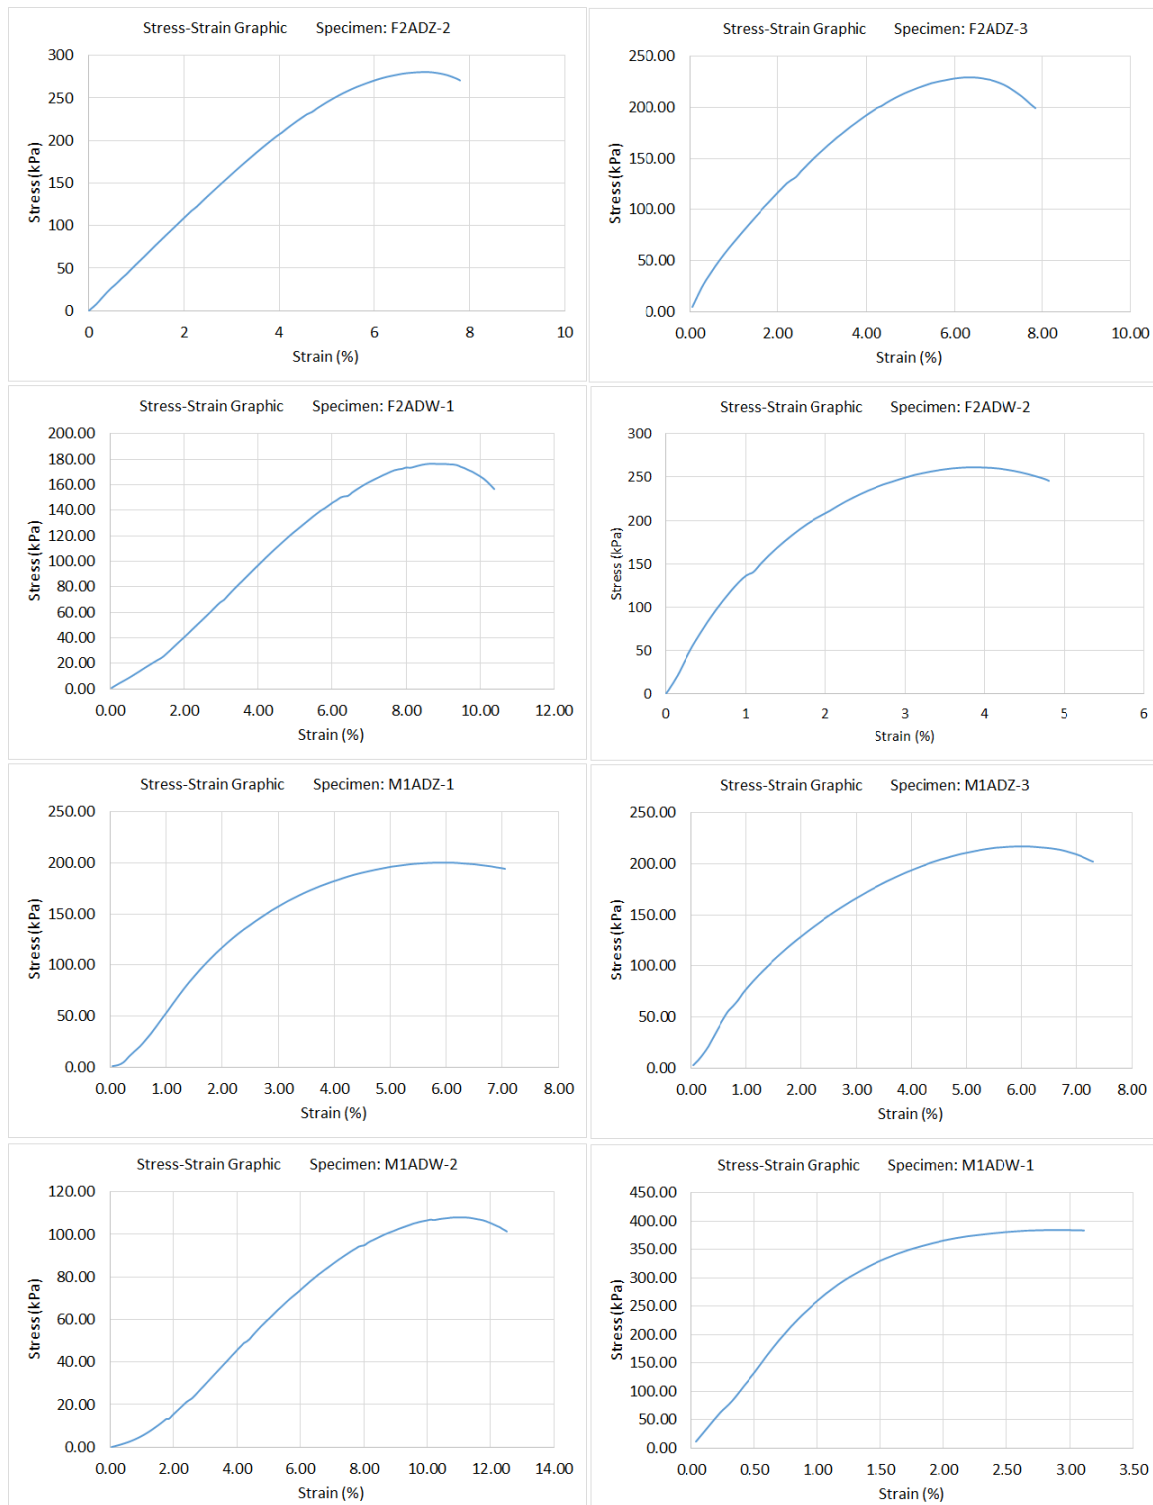 Stress-Strain Graphic Specimen: F2ADZ-2
Stress (kPa)
300
250
200
150
100
50
0
0 2 4 6 8 10
Strain (%)
Stress-Strain Graphic Specimen: F2ADZ-3
Stress (kPa)
250.00
200.00
150.00
100.00
50.00
0.00
0.00 2.00 4.00 6.00 8.00 10.00
Strain (%)
Stress-Strain Graphic Specimen: F2ADW-1
Stress (kPa)
200.00
180.00
160.00
140.00
120.00
100.00
80.00
60.00
40.00
20.00
0.00
0.00 2.00 4.00 6.00 8.00 10.00 12.00
Strain (%)
Stress-Strain Graphic Specimen: F2ADW-2
Stress (kPa)
300
250
200
150
100
50
0
0 1 2 3 4 5 6
Strain (%)
Stress-Strain Graphic Specimen: M1ADZ-1
Stress (kPa)
250.00
200.00
150.00
100.00
50.00
0.00
0.00 1.00 2.00 3.00 4.00 5.00 6.00 7.00 8.00
Strain (%)
Stress-Strain Graphic Specimen: M1ADZ-3
Stress (kPa)
250.00
200.00
150.00
100.00
50.00
0.00
0.00 1.00 2.00 3.00 4.00 5.00 6.00 7.00 8.00
Strain (%)
Stress-Strain Graphic Specimen: M1ADW-2
Stress (kPa)
120.00
100.00
80.00
60.00
40.00
20.00
0.00
0.00 2.00 4.00 6.00 8.00 10.00 12.00 14.00
Strain (%)
Stress-Strain Graphic Specimen: M1ADW-1
Stress (kPa)
450.00
400.00
350.00
300.00
250.00
200.00
150.00
100.00
50.00
0.00
0.00 0.50 1.00 1.50 2.00 2.50 3.00 3.50
Strain (%)